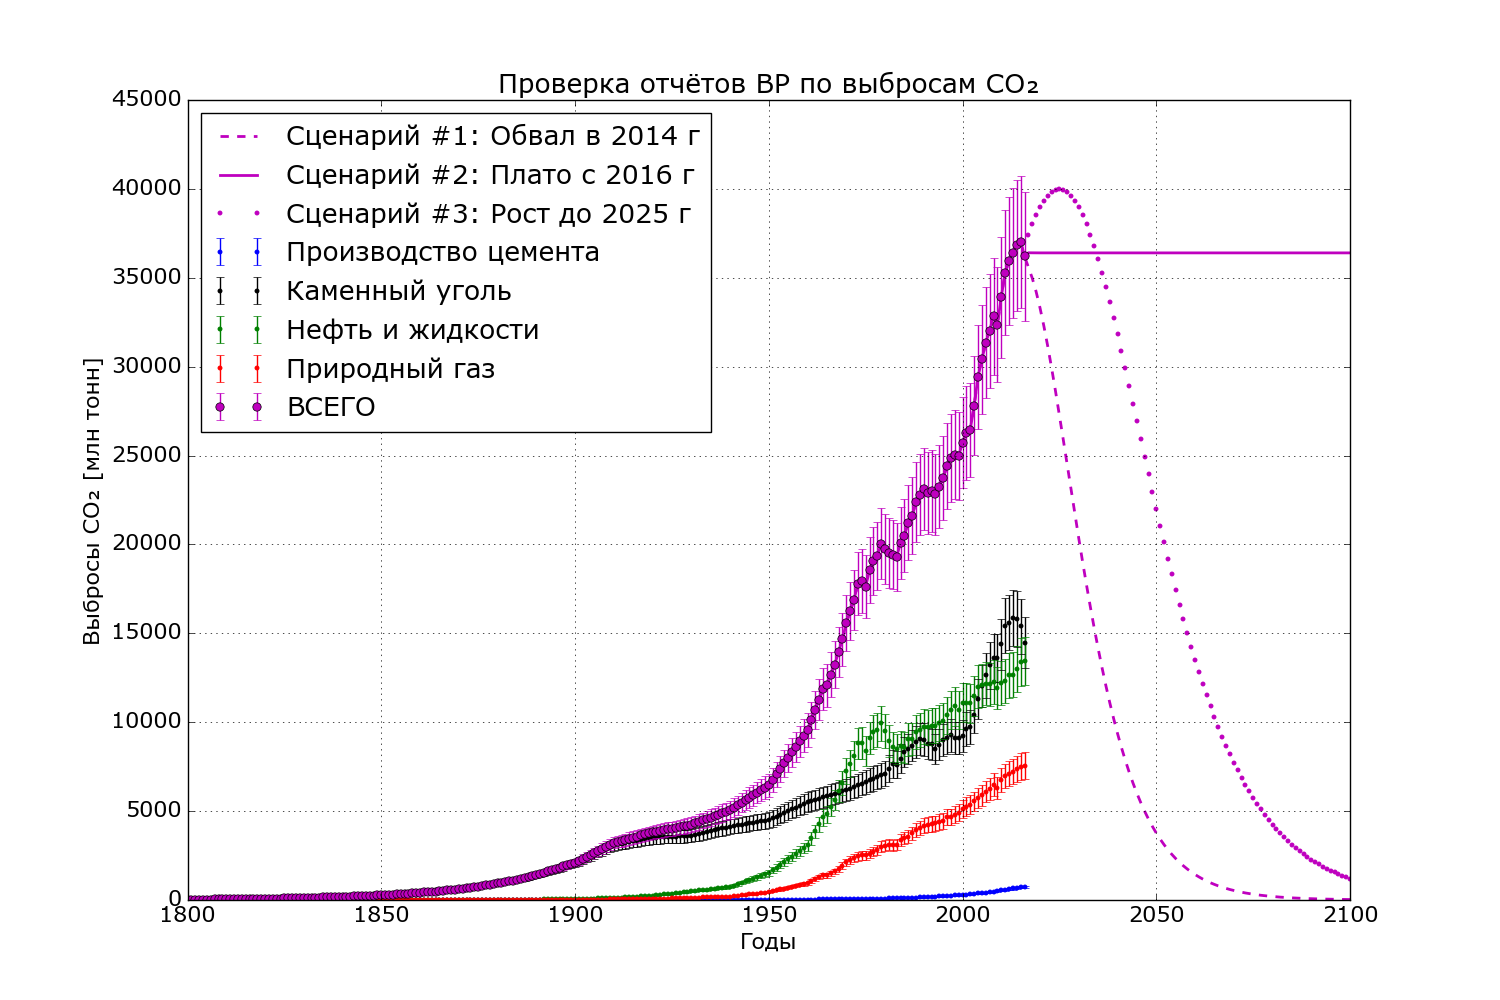 Проверка отчётов BP по выбросам CO₂
45000
40000
35000
30000
25000
20000
15000
10000
5000
0
Выбросы CO₂ [млн тонн]
Сценарий #1: Обвал в 2014 г
Сценарий #2: Плато с 2016 г
Сценарий #3: Рост до 2025 г
Производство цемента
Каменный уголь
Нефть и жидкости
Природный газ
ВСЕГО
1800 1850 1900 1950 2000 2050 2100
Годы